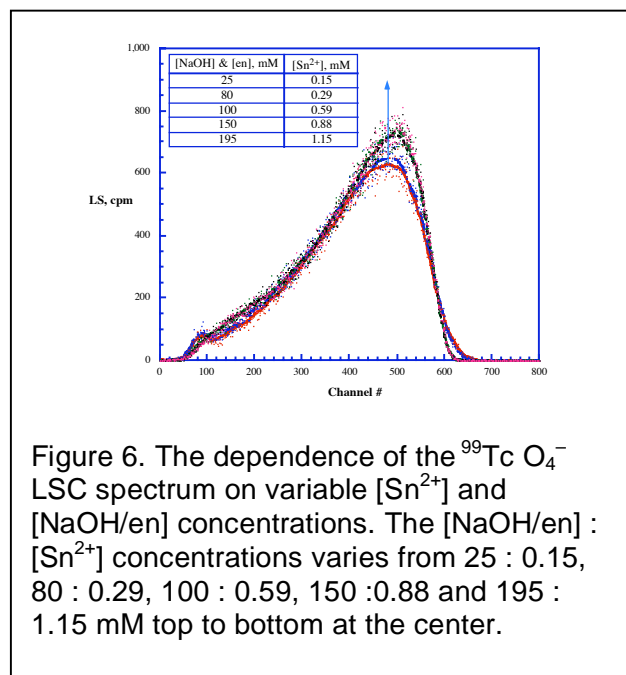 1,000
[NaOH] & [en], mM [Sn2+], mM
25 0.15
80 0.29
100 0.59
150 0.88
195 1.15
800
600
LS, cpm
400
200
0
0 100 200 300 400 500 600 700 800
Channel #
Figure 6. The dependence of the 99Tc O4–
LSC spectrum on variable [Sn2+] and
[NaOH/en] concentrations. The [NaOH/en] :
[Sn2+] concentrations varies from 25 : 0.15,
80 : 0.29, 100 : 0.59, 150 :0.88 and 195 :
1.15 mM top to bottom at the center.